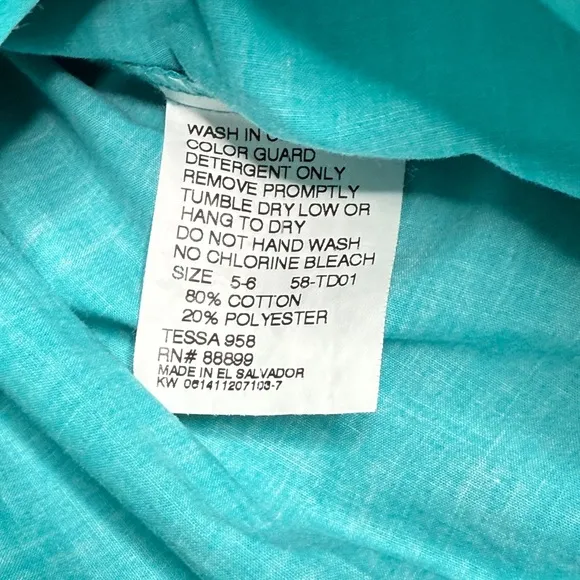 WASH IN
COLOR GUARD
DETERGENT ONLY
REMOVE PROMPTLY
TUMBLE DRY LOW OR
HANG TO DRY
DO NOT HAND WASH
NO CHLORINE BLEACH
SIZE 5-6 58-TD01
80% COTTON
20% POLYESTER
TESSA 958
RN# 88899
MADE IN EL SALVADOR
KW 061411207103-7